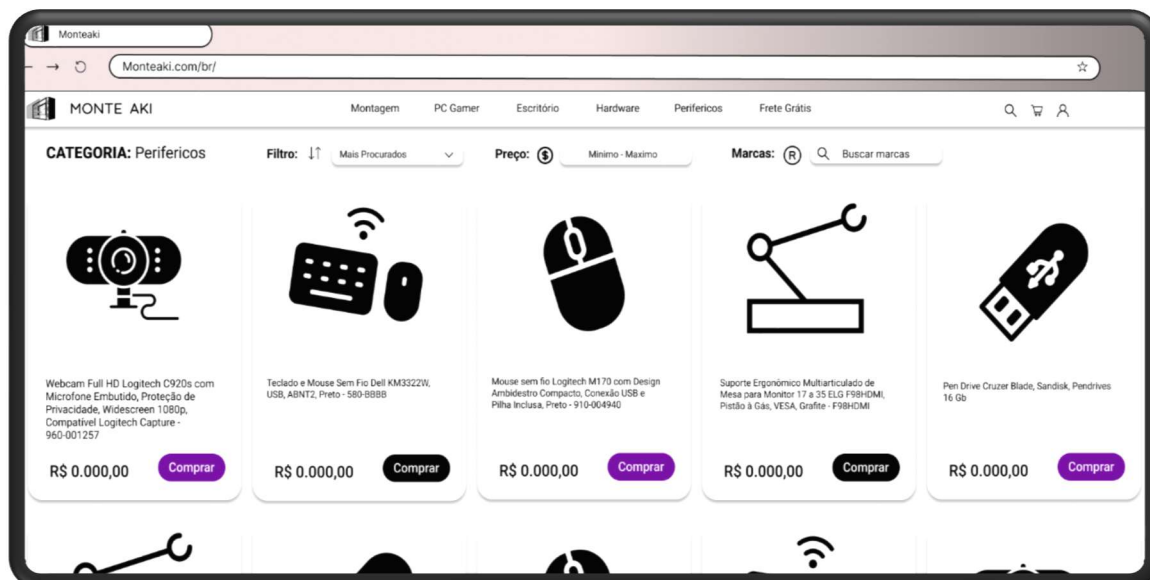 Monteaki
Monteaki.com/br/
MONTE AKI
Montagem
PC Gamer
Escritório
Hardware
Perifericos
Frete Grátis
CATEGORIA: Perifericos
Filtro:
Mais Procurados
Preço:
$
Minimo - Maximo
Marcas:
R
Buscar marcas
Webcam Full HD Logitech C920s com
Microfone Embutido, Proteção de
Privacidade, Widescreen 1080p,
Compatível Logitech Capture -
960-001257
R$ 0.000,00
Comprar
Teclado e Mouse Sem Fio Dell KM3322W,
USB, ABNT2, Preto - 580-BBBB
R$ 0.000,00
Comprar
Mouse sem fio Logitech M170 com Design
Ambidestro Compacto, Conexão USB e
Pilha Inclusa, Preto - 910-004940
R$ 0.000,00
Comprar
Suporte Ergonômico Multiarticulado de
Mesa para Monitor 17 a 35 ELG F98HDMI,
Pistão à Gás, VESA, Grafite - F98HDMI
R$ 0.000,00
Comprar
Pen Drive Cruzer Blade, Sandisk, Pendrives
16 Gb
R$ 0.000,00
Comprar